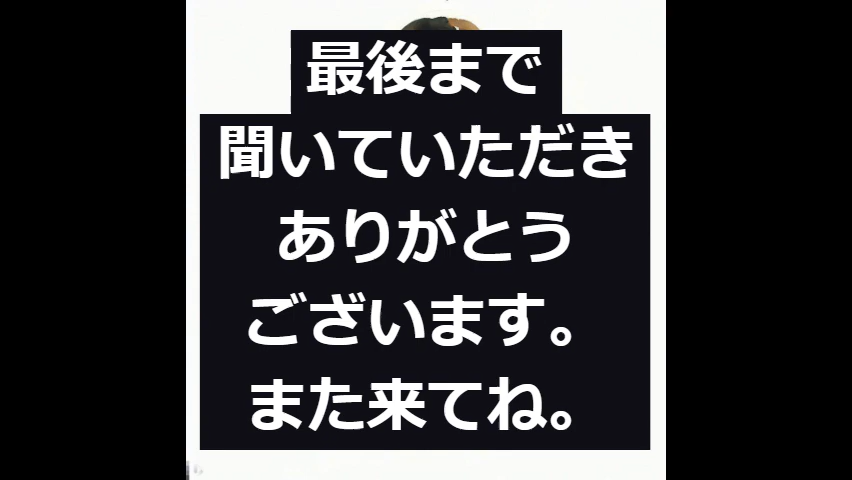 最後まで
聞いていただき
ありがとう
ございます。
また来てね。